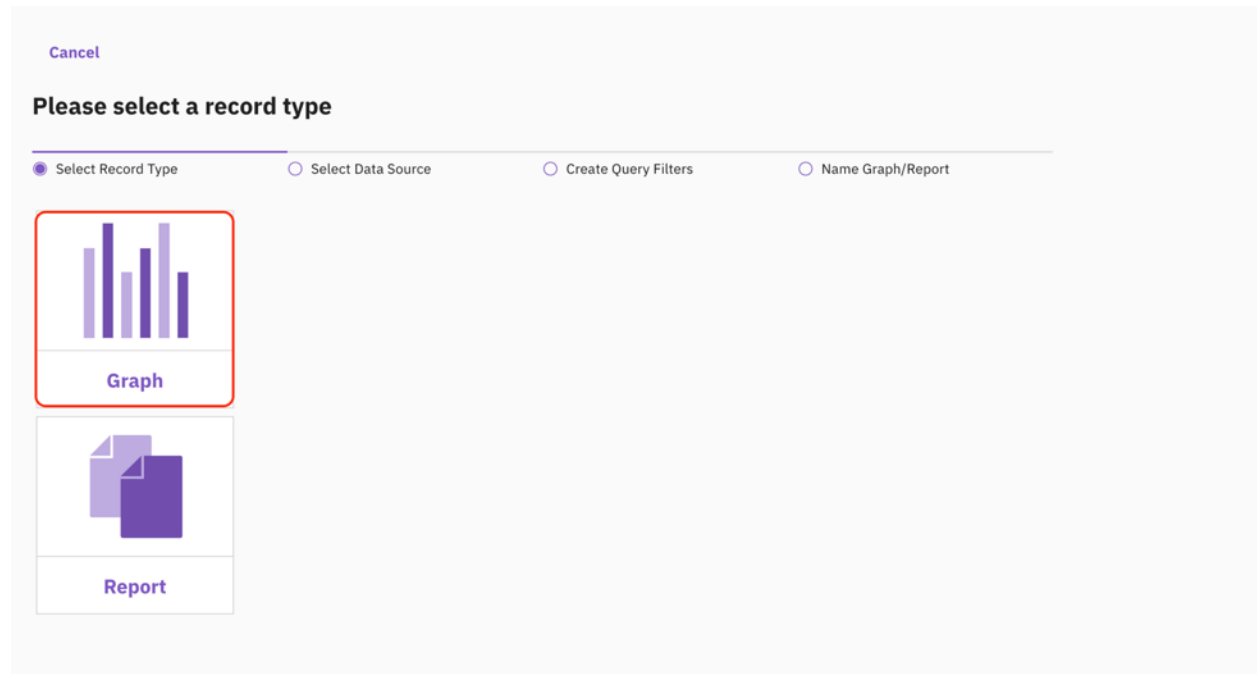 Cancel
Please select a record type
Select Record Type Select Data Source Create Query Filters Name Graph/Report
Graph
Report